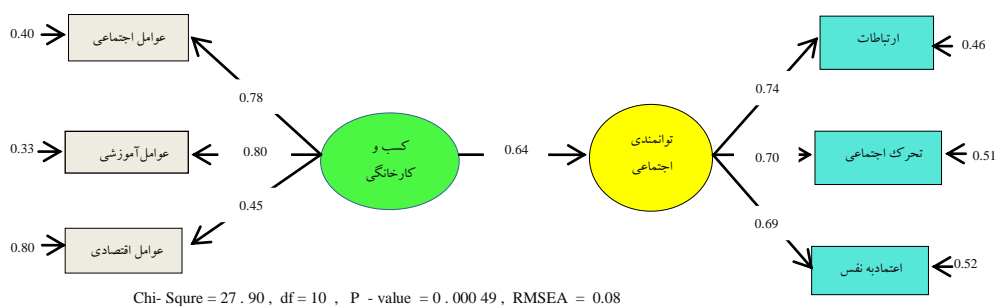 0.40
عوامل اجتماعی
0.78
0.33
عوامل آموزشی
0.80
0.80
عوامل اقتصادی
0.45
کسب و
کارخانگی
0.64
توانمندی
اجتماعی
0.74
ارتباطات
0.46
0.70
تحرک اجتماعی
0.51
0.69
اعتمادبه نفس
0.52
Chi- Squre = 27 . 90 , df = 10 , P - value = 0 . 000 49 , RMSEA = 0.08